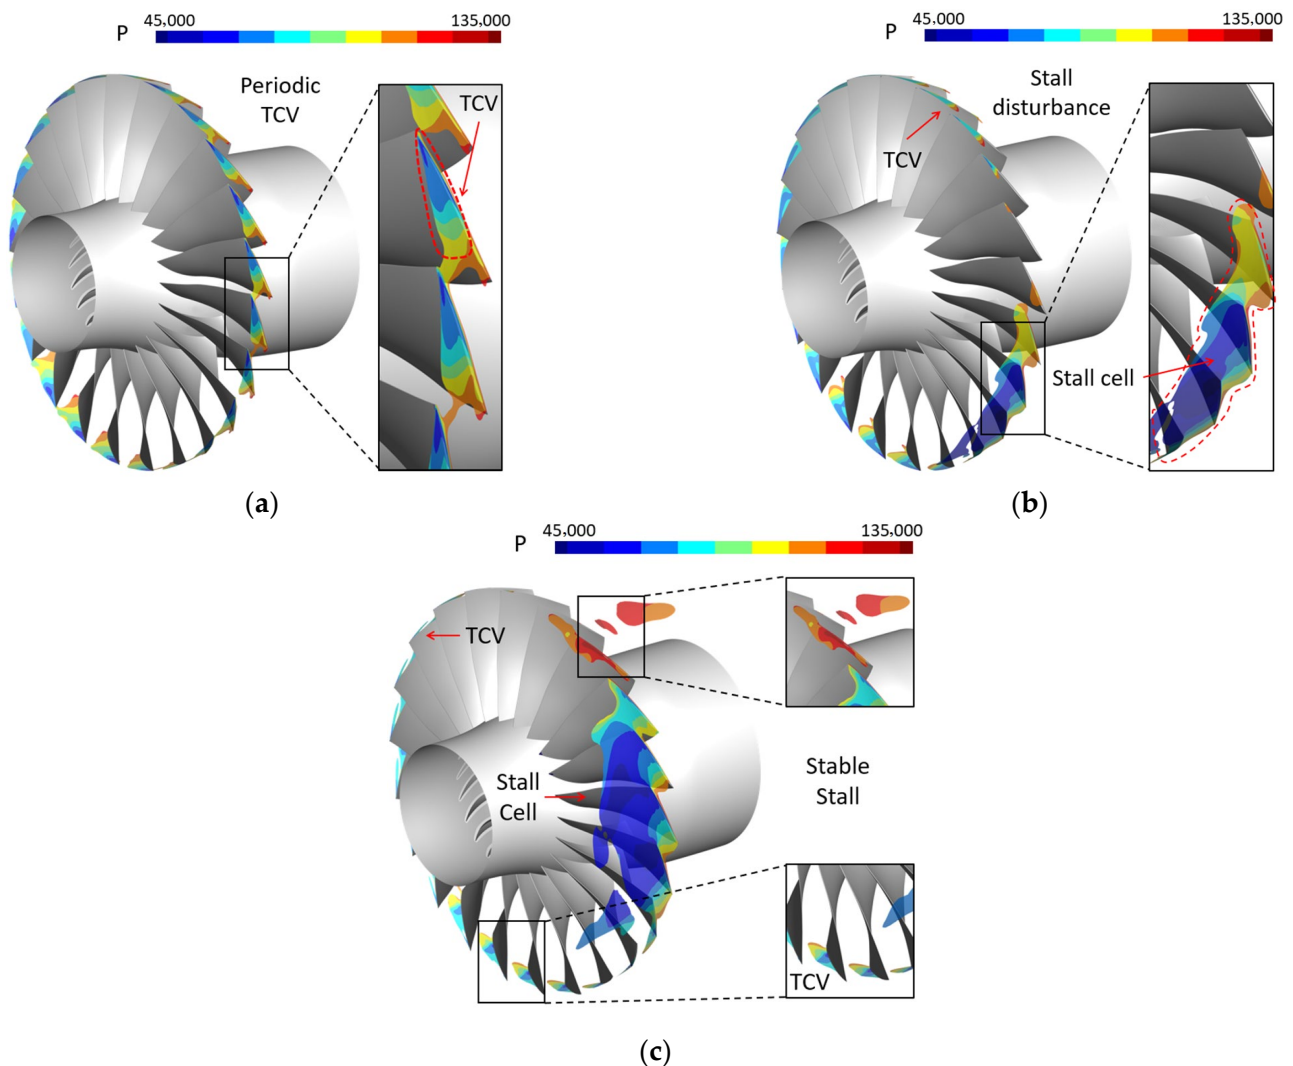 45,000 135,000
P
Periodic
TCV
TCV
(a)
45,000 135,000
P
Stall
disturbance
TCV
Stall cell
(b)
45,000 135,000
P
TCV
Stall
Cell
Stable
Stall
TCV
(c)